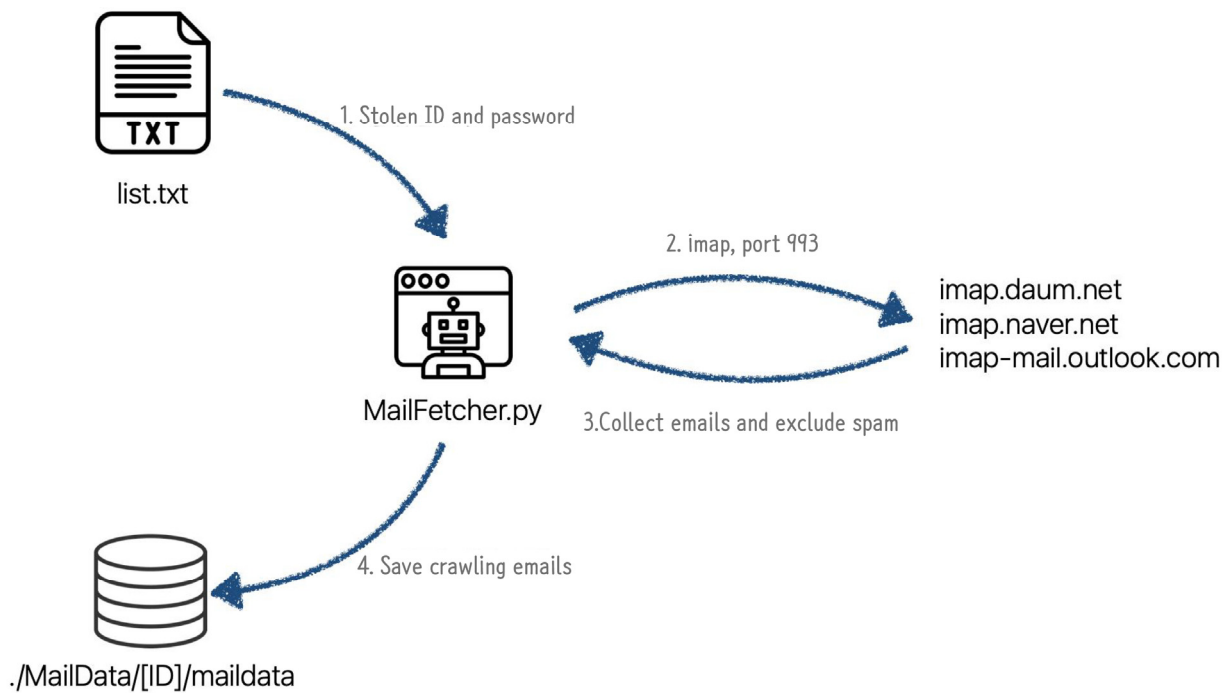 TXT
list.txt
1. Stolen ID and password
2. imap, port 993
imap.daum.net
imap.naver.net
imap-mail.outlook.com
MailFetcher.py
3.Collect emails and exclude spam
4. Save crawling emails
./MailData/[ID]/maildata